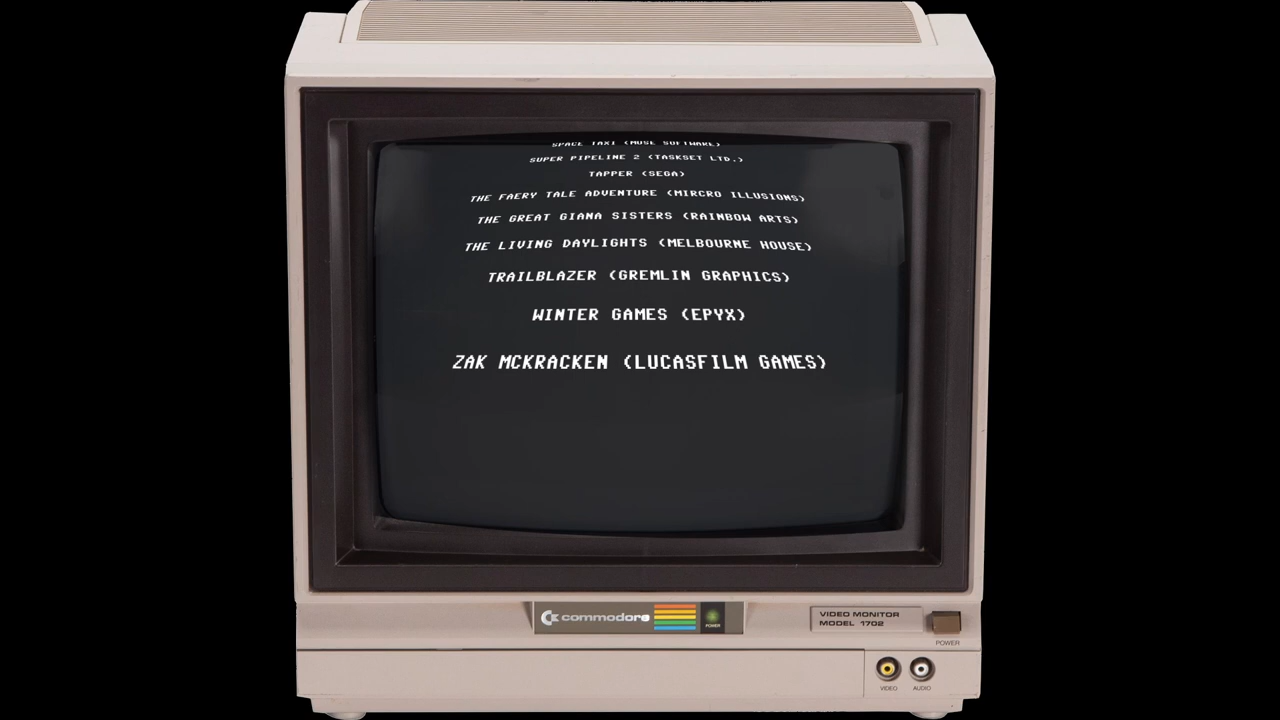 SPACE TAXI (MUSE SOFTWARE)
SUPER PIPELINE 2 (TASKSET LTD.)
TAPPER (SEGA)
THE FAERY TALE ADVENTURE (MIRCRO ILLUSIONS)
THE GREAT GIANA SISTERS (RAINBOW ARTS)
THE LIVING DAYLIGHTS (MELBOURNE HOUSE)
TRAILBLAZER (GREMLIN GRAPHICS)
WINTER GAMES (EPYX)
ZAK MCKRACKEN (LUCASFILM GAMES)
commodore
POWER
VIDEO MONITOR
MODEL 1702
POWER
VIDEO AUDIO